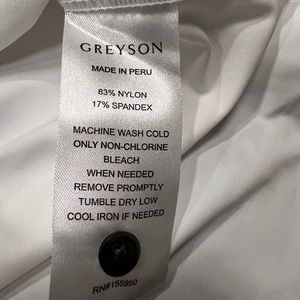 GREYSON
MADE IN PERU
83% NYLON
17% SPANDEX
MACHINE WASH COLD
ONLY NON-CHLORINE
BLEACH
WHEN NEEDED
REMOVE PROMPTLY
TUMBLE DRY LOW
COOL IRON IF NEEDED
RN#155950